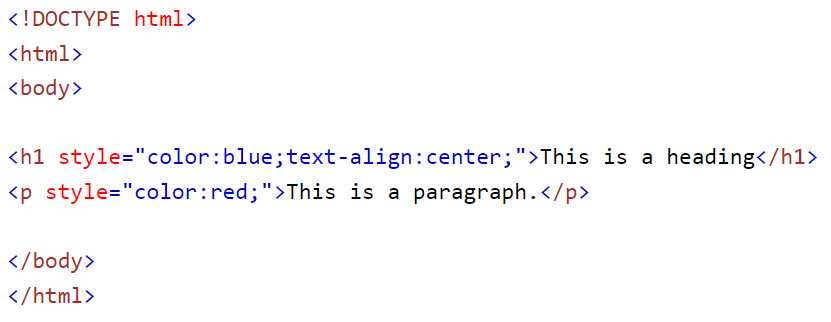 <!DOCTYPE html>
<html>
<body>
<h1 style="color:blue;text-align:center;">This is a heading</h1>
<p style="color:red;">This is a paragraph.</p>
</body>
</html>